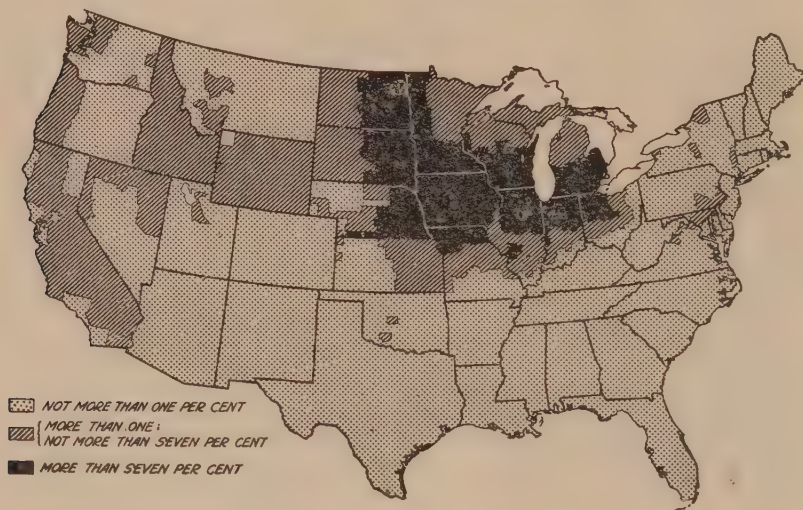 NOT MORE THAN ONE PER CENT
MORE THAN ONE;
NOT MORE THAN SEVEN PER CENT
MORE THAN SEVEN PER CENT